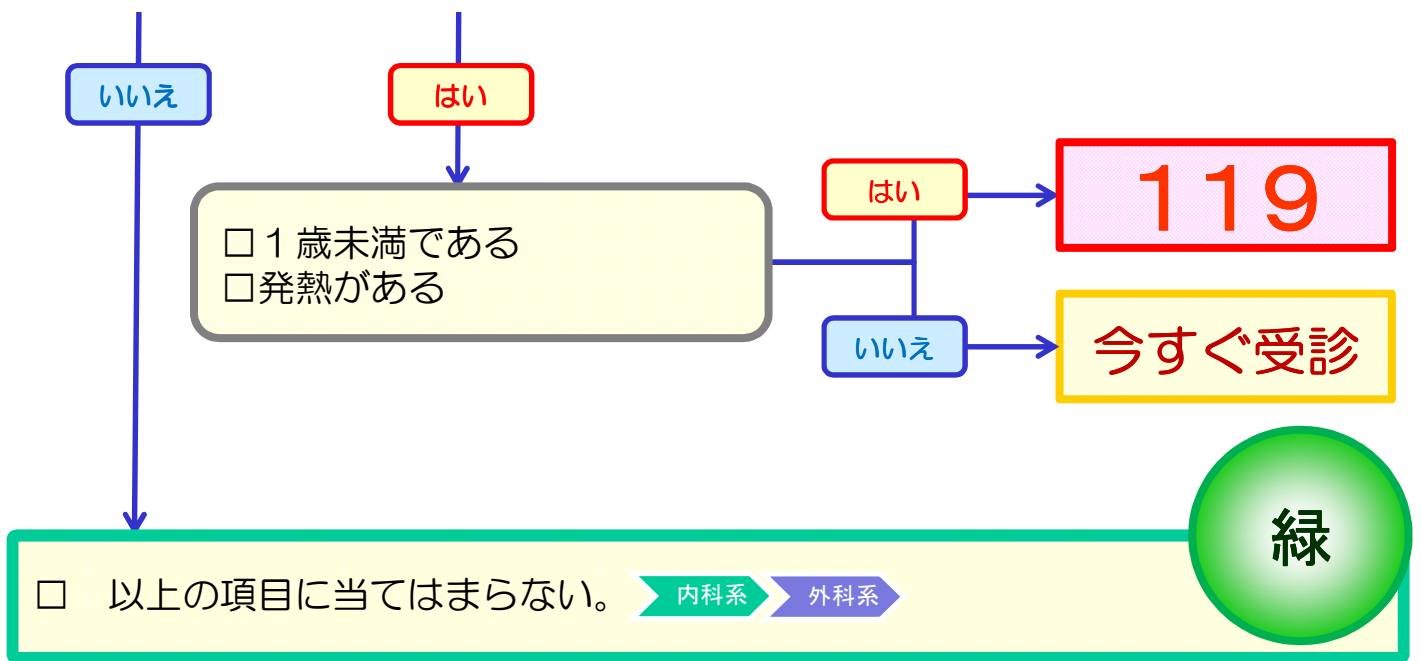 いいえ
はい
□１歳未満である
□発熱がある
はい
１１９
いいえ
今すぐ受診
緑
□　以上の項目に当てはまらない。 内科系 外科系